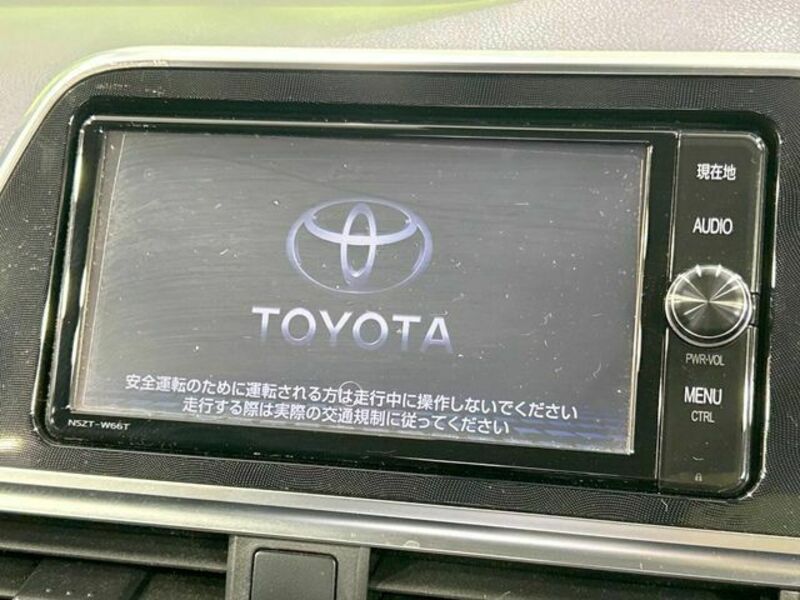 現在地
AUDIO
TOYOTA
PWR-VOL
安全運転のために運転される方は走行中に操作しないでください
走行する際は実際の交通規制に従ってください
MENU
CTRL
NSZT-W66T